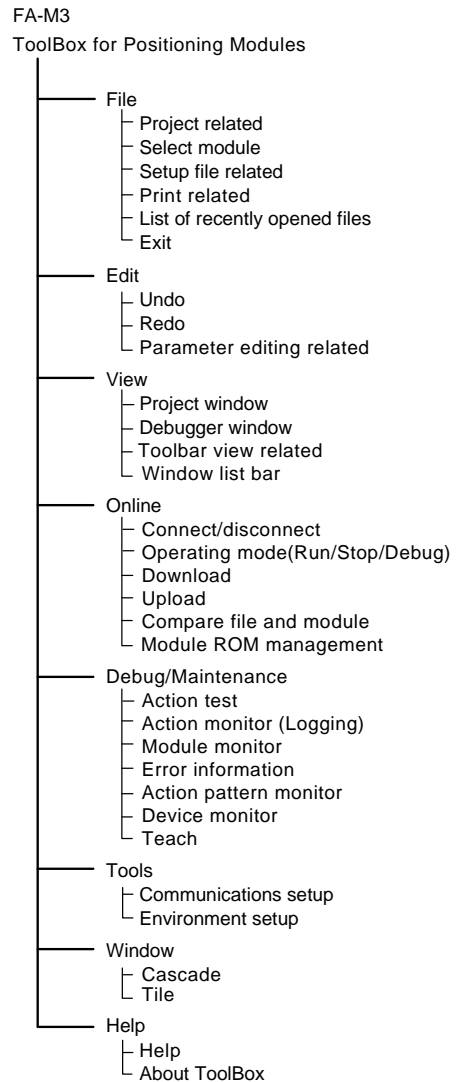 FA-M3
ToolBox for Positioning Modules
File
Project related
Select module
Setup file related
Print related
List of recently opened files
Exit
Edit
Undo
Redo
Parameter editing related
View
Project window
Debugger window
Toolbar view related
Window list bar
Online
Connect/disconnect
Operating mode(Run/Stop/Debug)
Download
Upload
Compare file and module
Module ROM management
Debug/Maintenance
Action test
Action monitor (Logging)
Module monitor
Error information
Action pattern monitor
Device monitor
Teach
Tools
Communications setup
Environment setup
Window
Cascade
Tile
Help
Help
About ToolBox